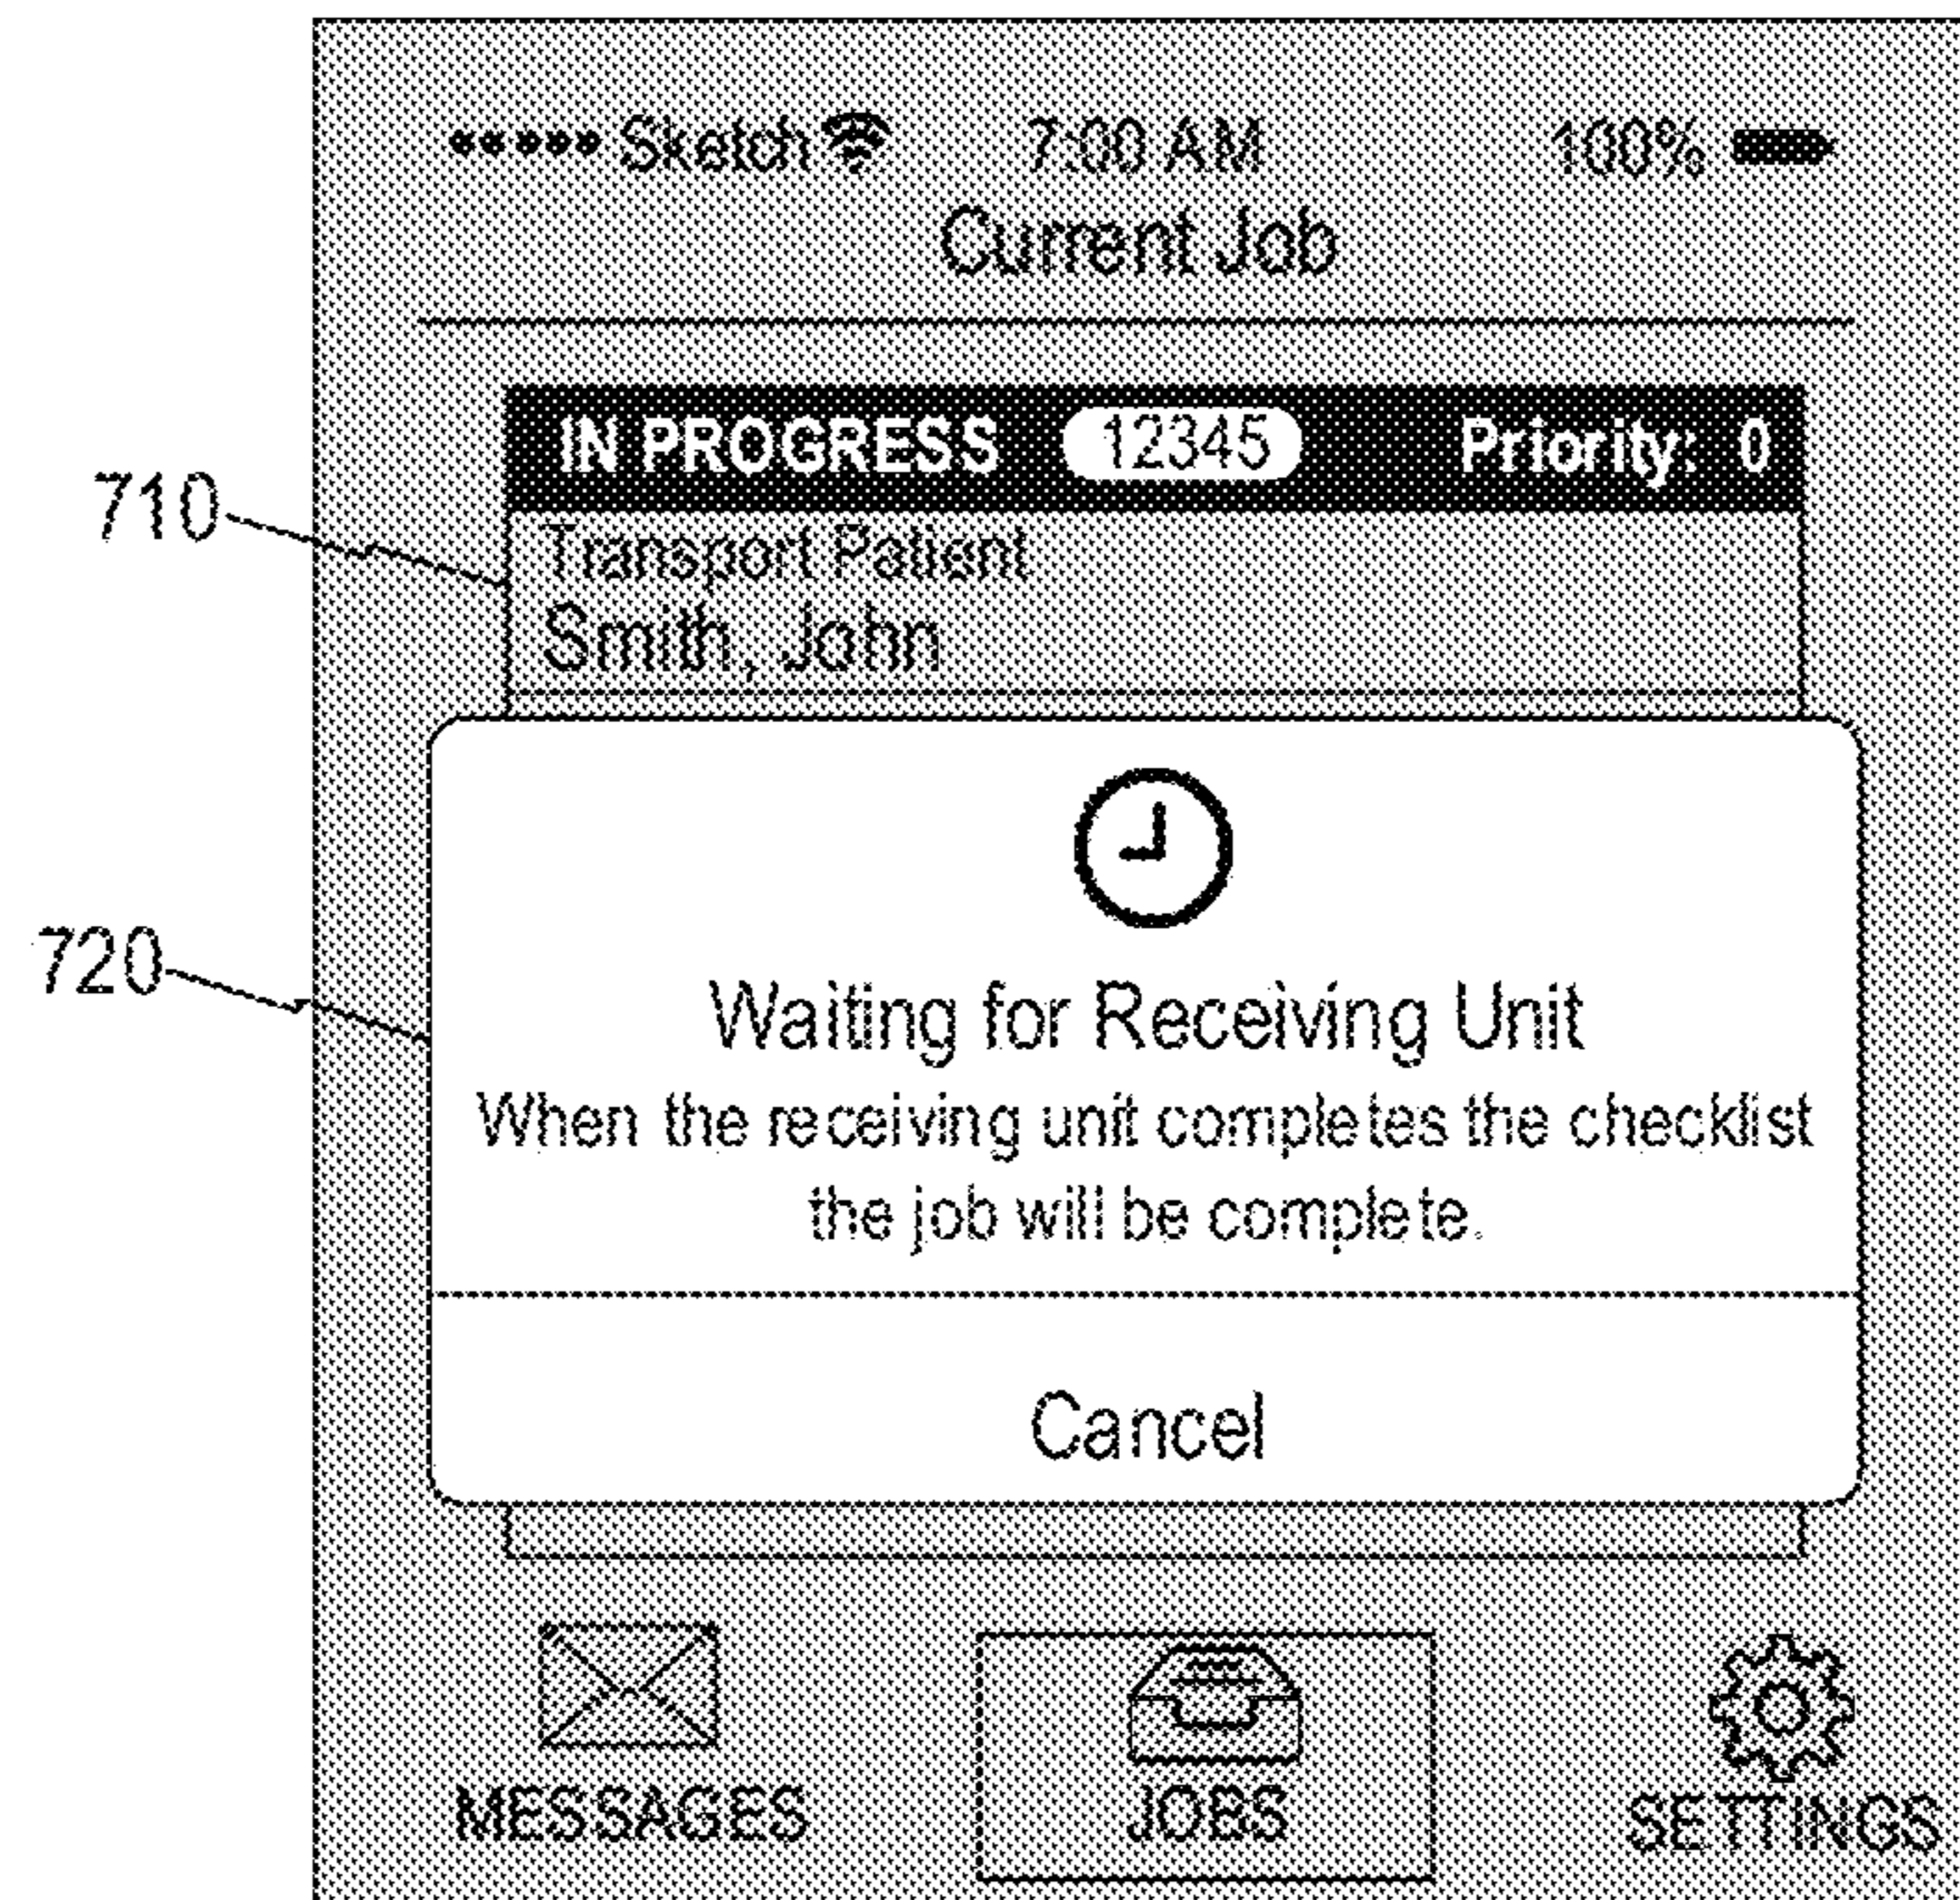 Sketch 7:00 AM 100%
Current Job
IN PROGRESS 12345 Priority: 0
710
Transport Patient
Smith, John
720
Waiting for Receiving Unit
When the receiving unit completes the checklist
the job will be complete.
Cancel
MESSAGES JOBS SETTINGS